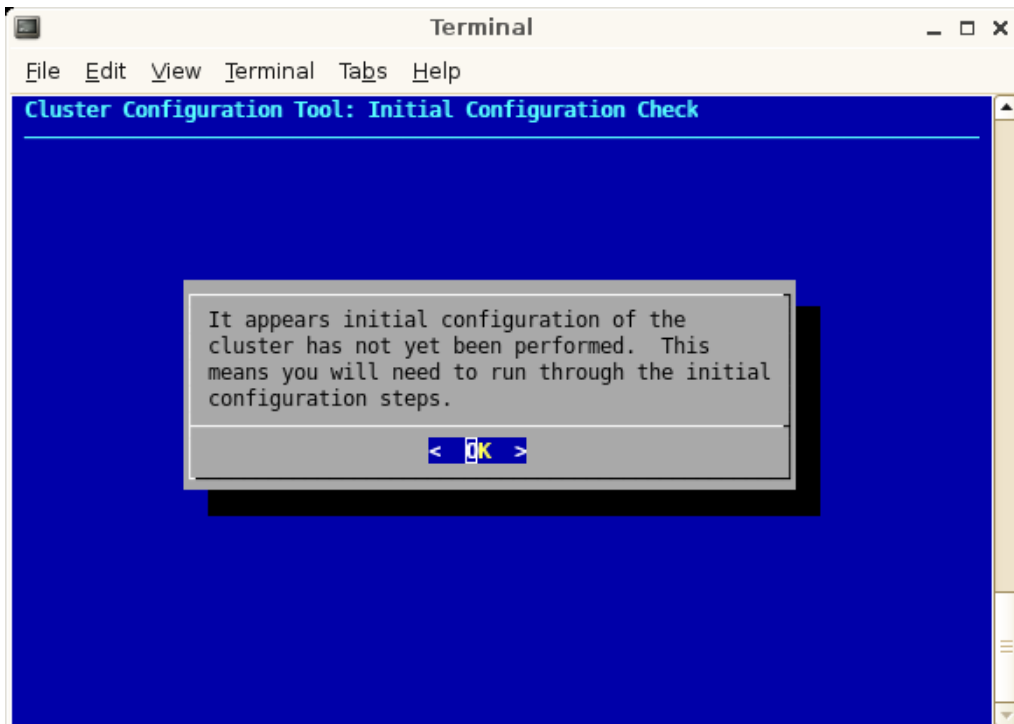 Terminal
File Edit View Terminal Tabs Help
Cluster Configuration Tool: Initial Configuration Check
It appears initial configuration of the
cluster has not yet been performed.  This
means you will need to run through the initial
configuration steps.
<  OK  >